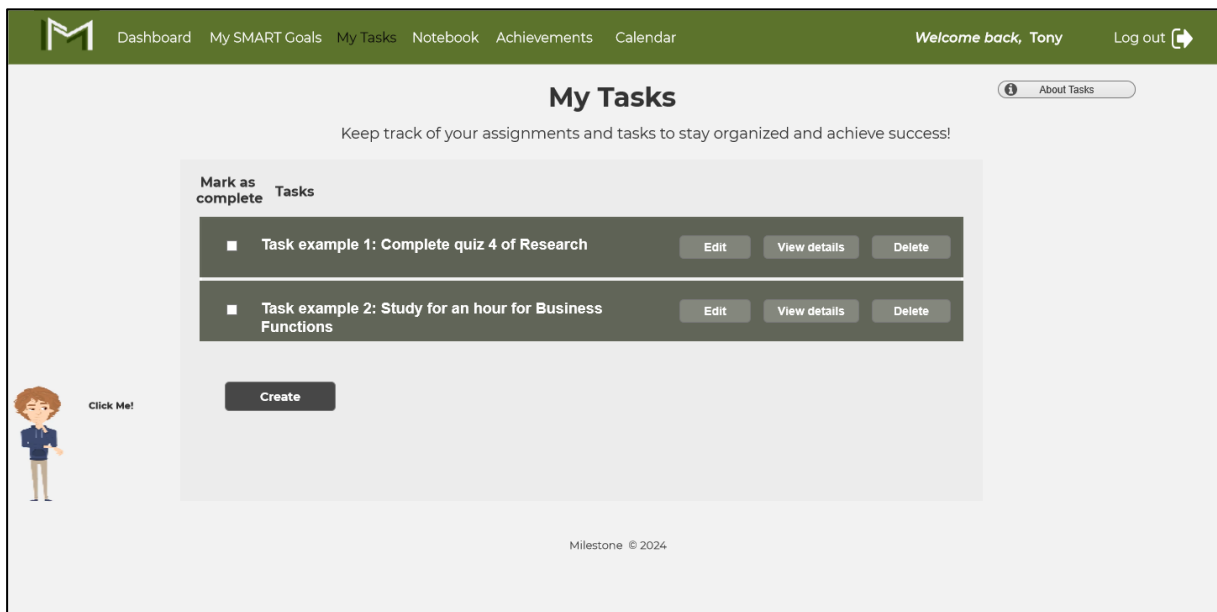 Dashboard My SMART Goals My Tasks Notebook Achievements Calendar Welcome back, Tony Log out
My Tasks
About Tasks
Keep track of your assignments and tasks to stay organized and achieve success!
Mark as
complete
Tasks
Task example 1: Complete quiz 4 of Research Edit View details Delete
Task example 2: Study for an hour for Business
Functions
Edit View details Delete
Create
Click Me!
Milestone © 2024